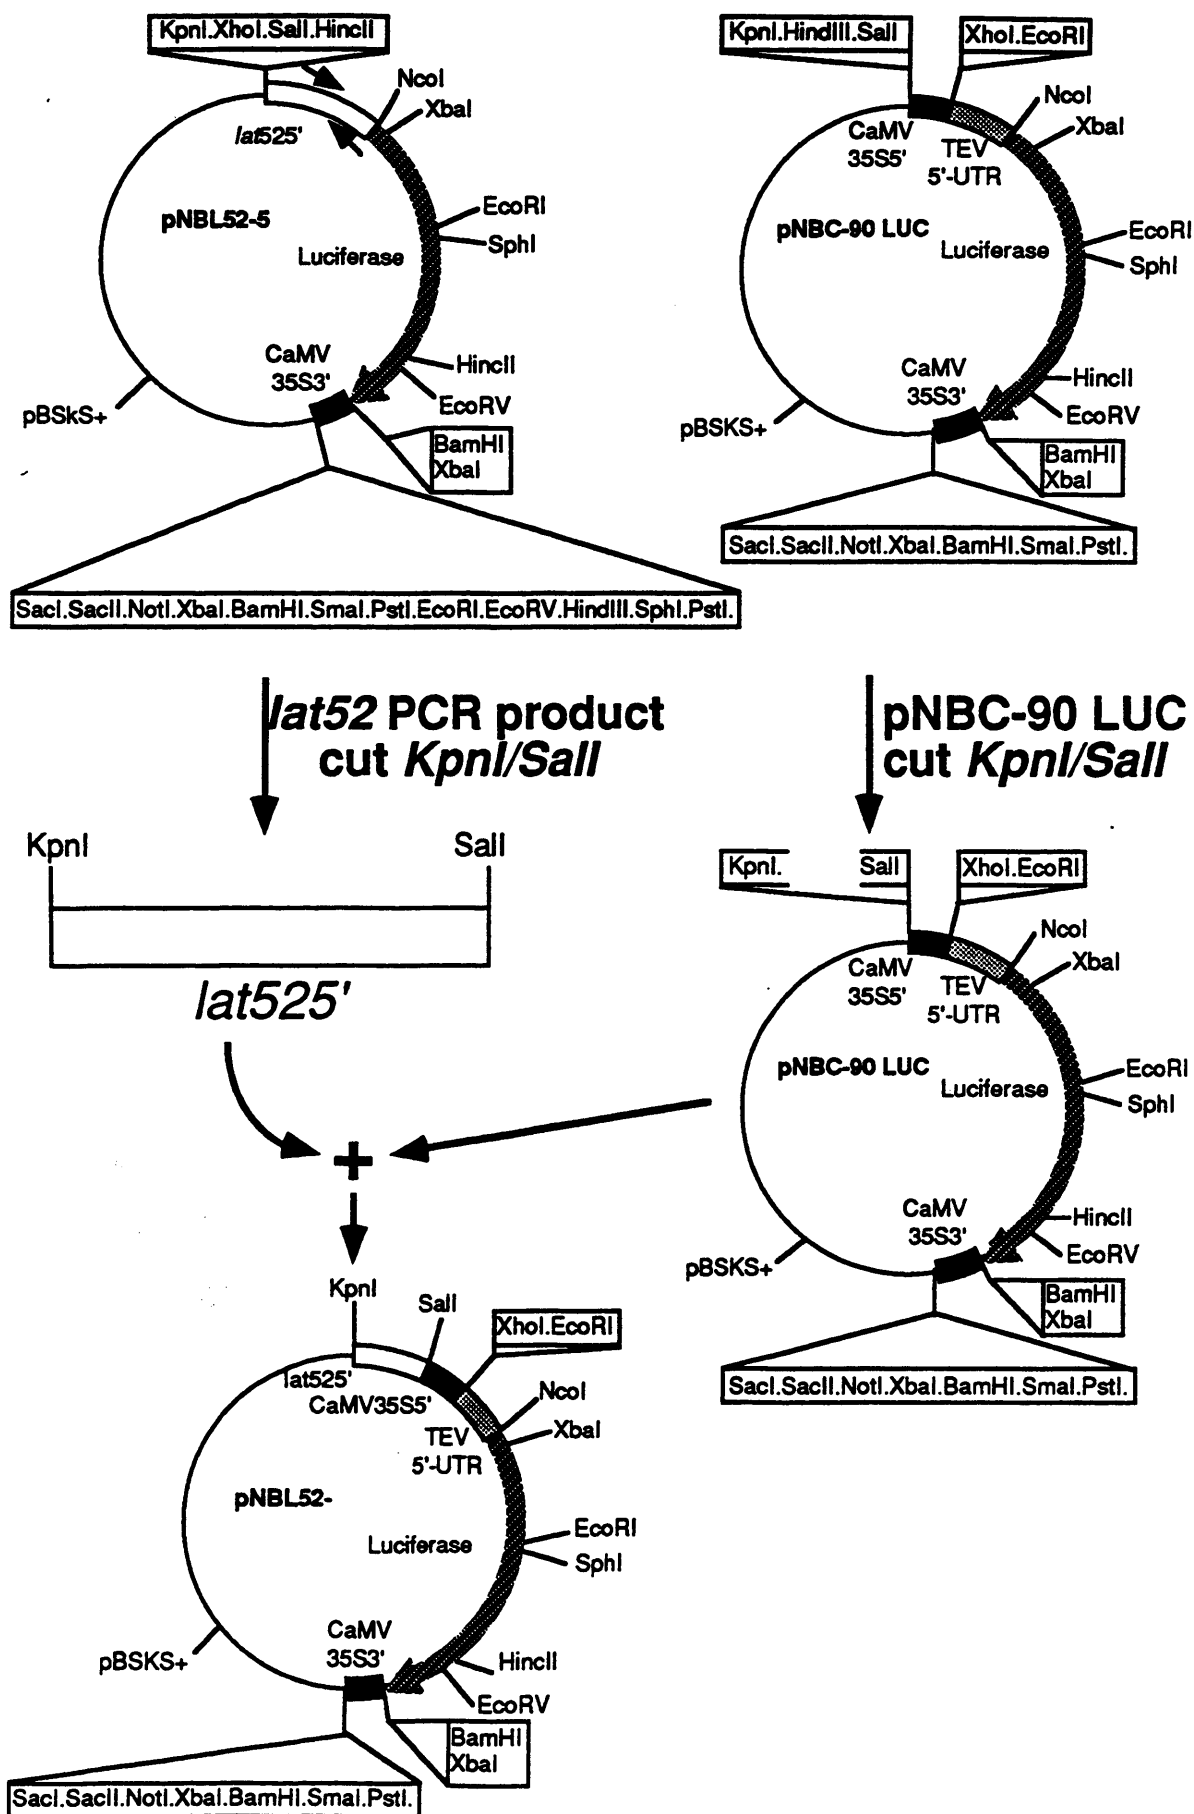 KpnI.XhoI.SalI.HincII
NcoI
XbaI
lat525'
pNBL52-5
EcoRI
SphI
Luciferase
CaMV
35S3'
HincII
EcoRV
pBSkS+
BamHI
XbaI
SacI.SacII.NotI.XbaI.BamHI.SmaI.PstI.EcoRI.EcoRV.HindIII.SphI.PstI.
KpnI.HindIII.SalI
XhoI.EcoRI
NcoI
XbaI
CaMV
35S5'
TEV
5'-UTR
pNBC-90 LUC
Luciferase
EcoRI
SphI
CaMV
35S3'
HincII
EcoRV
pBSKS+
BamHI
XbaI
SacI.SacII.NotI.XbaI.BamHI.SmaI.PstI.
lat52 PCR product
cut KpnI/SalI
pNBC-90 LUC
cut KpnI/SalI
KpnI
SalI
lat525'
KpnI.
SalI
XhoI.EcoRI
NcoI
XbaI
CaMV
35S5'
TEV
5'-UTR
pNBC-90 LUC
Luciferase
EcoRI
SphI
CaMV
35S3'
HincII
EcoRV
pBSKS+
BamHI
XbaI
SacI.SacII.NotI.XbaI.BamHI.SmaI.PstI.
+
KpnI
SalI
XhoI.EcoRI
lat525'
CaMV35S5'
NcoI
XbaI
TEV
5'-UTR
pNBL52-
Luciferase
EcoRI
SphI
CaMV
35S3'
pBSKS+
HincII
EcoRV
BamHI
XbaI
SacI.SacII.NotI.XbaI.BamHI.SmaI.PstI.